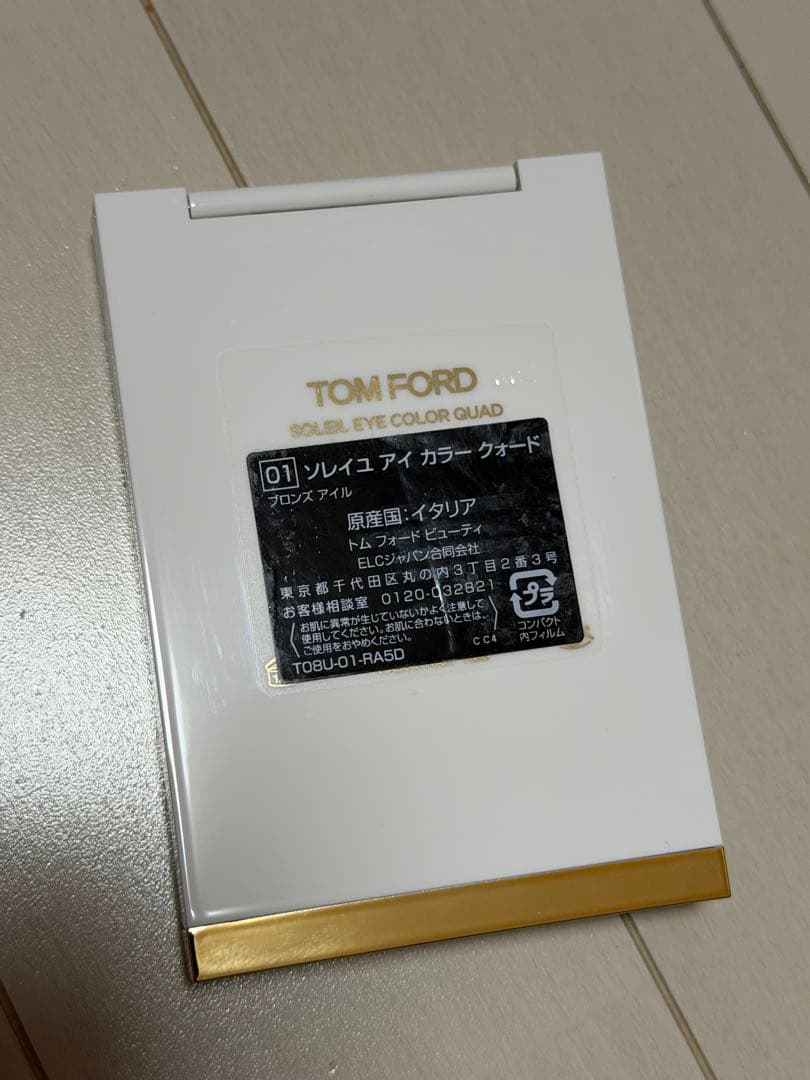 TOM FORD
SOLEIL EYE COLOR QUAD
01 ソレイユ アイ カラー クォード
ブロンズ アイル
原産国:イタリア
トム フォード ビューティ
ELCジャパン合同会社
東京都千代田区丸の内3丁目2番3号
お客様相談室 0120-032821
お肌に異常が生じていないかよく注意して
使用してください。お肌に合わないときは、
ご使用をおやめください。
CC4
T08U-01-RA5D
プラ
コンパクト
内フィルム